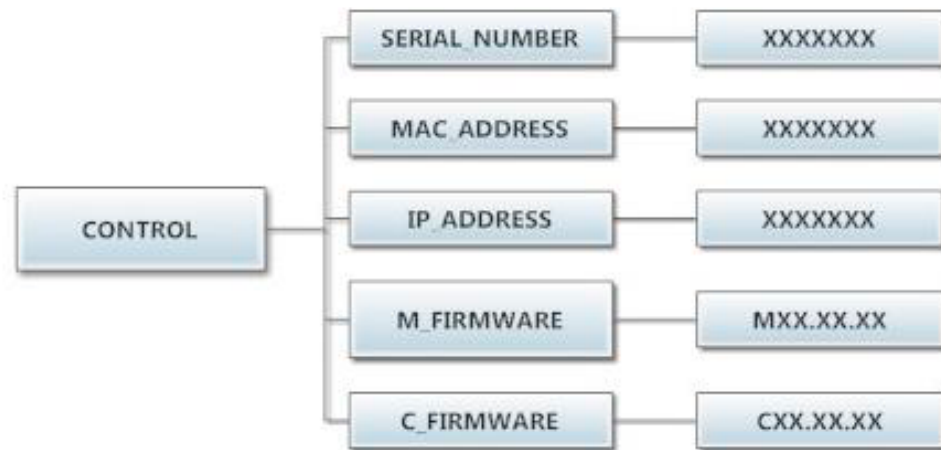 CONTROL
SERIAL_NUMBER XXXXXXX
MAC_ADDRESS XXXXXXX
IP_ADDRESS XXXXXXX
M_FIRMWARE MXX.XX.XX
C_FIRMWARE CXX.XX.XX